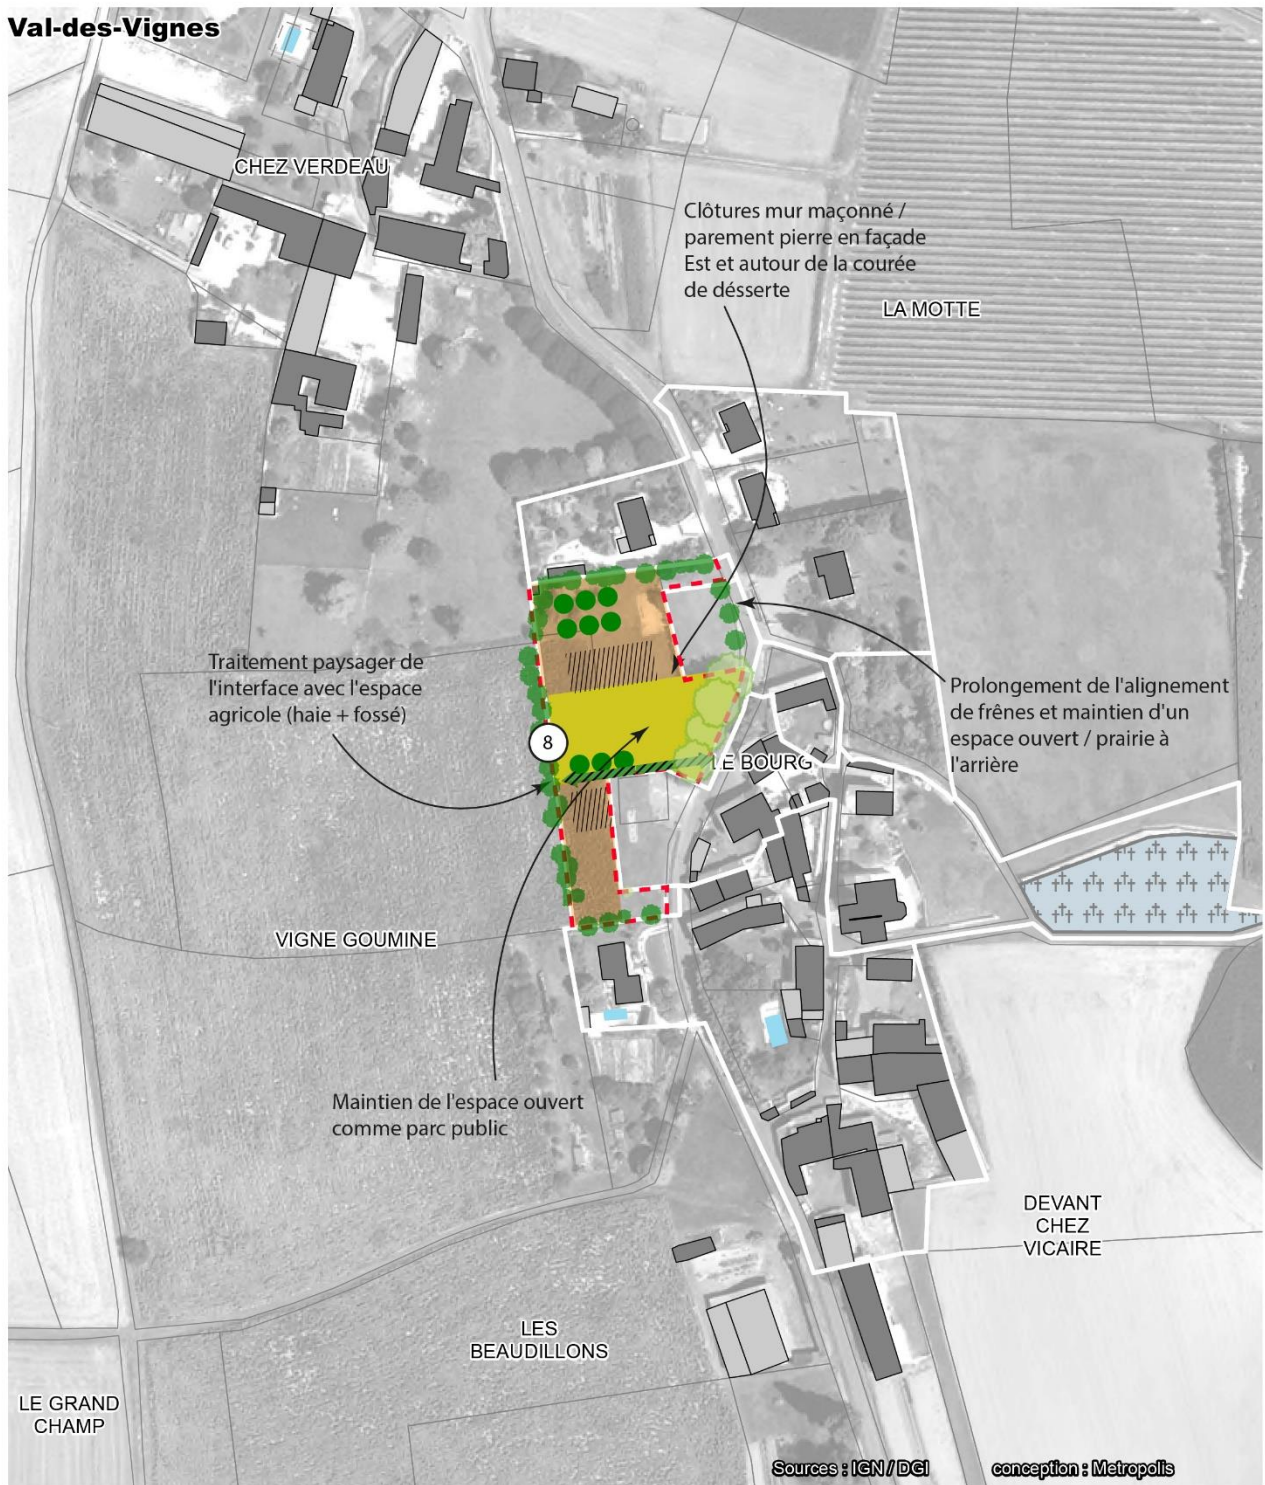 Val-des-Vignes
CHEZ VERDEAU
Clôtures mur maçonné /
parement pierre en façade
Est et autour de la courée
de désserte
LA MOTTE
Traitement paysager de
l'interface avec l'espace
agricole (haie + fossé)
Prolongement de l'alignement
de frênes et maintien d'un
espace ouvert / prairie à
l'arrière
8
LE BOURG
VIGNE GOUMINE
Maintien de l'espace ouvert
comme parc public
DEVANT
CHEZ
VICAIRE
LES
BEAUDILLONS
LE GRAND
CHAMP
Sources : IGN / DGI
conception : Metropolis